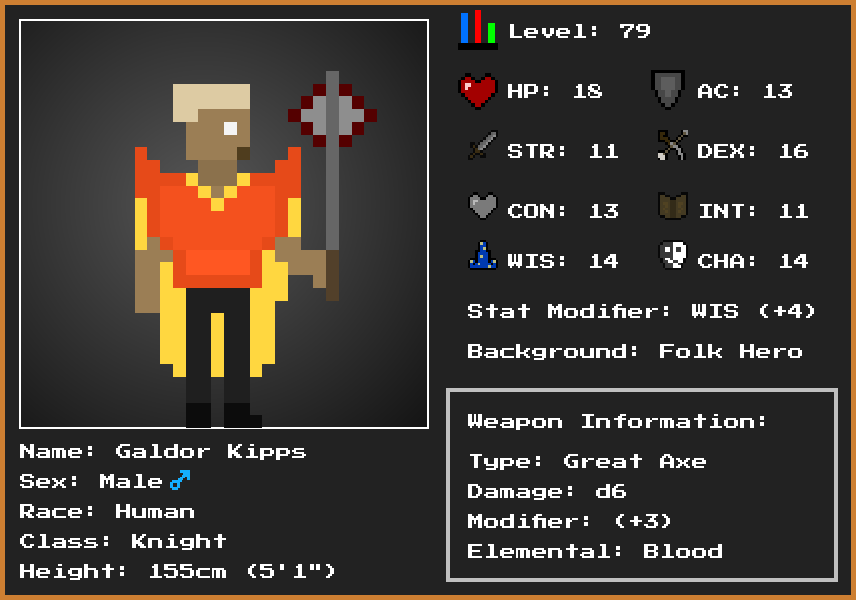 Level: 79
HP: 18 AC: 13
STR: 11 DEX: 16
CON: 13 INT: 11
WIS: 14 CHA: 14
Stat Modifier: WIS (+4)
Background: Folk Hero
Weapon Information:
Type: Great Axe
Damage: d6
Modifier: (+3)
Elemental: Blood
Name: Galdor Kipps
Sex: Male ♂
Race: Human
Class: Knight
Height: 155cm (5'1")